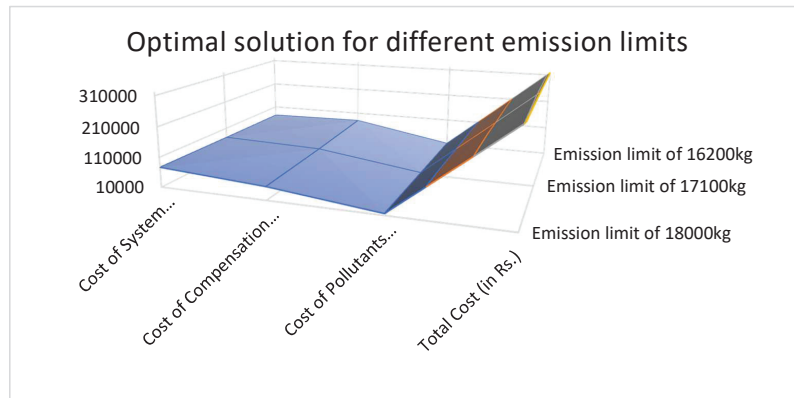 Optimal solution for different emission limits
310000
210000
110000
10000
Emission limit of 16200kg
Emission limit of 17100kg
Emission limit of 18000kg
Cost of System...
Cost of Compensation...
Cost of Pollutants...
Total Cost (in Rs.)